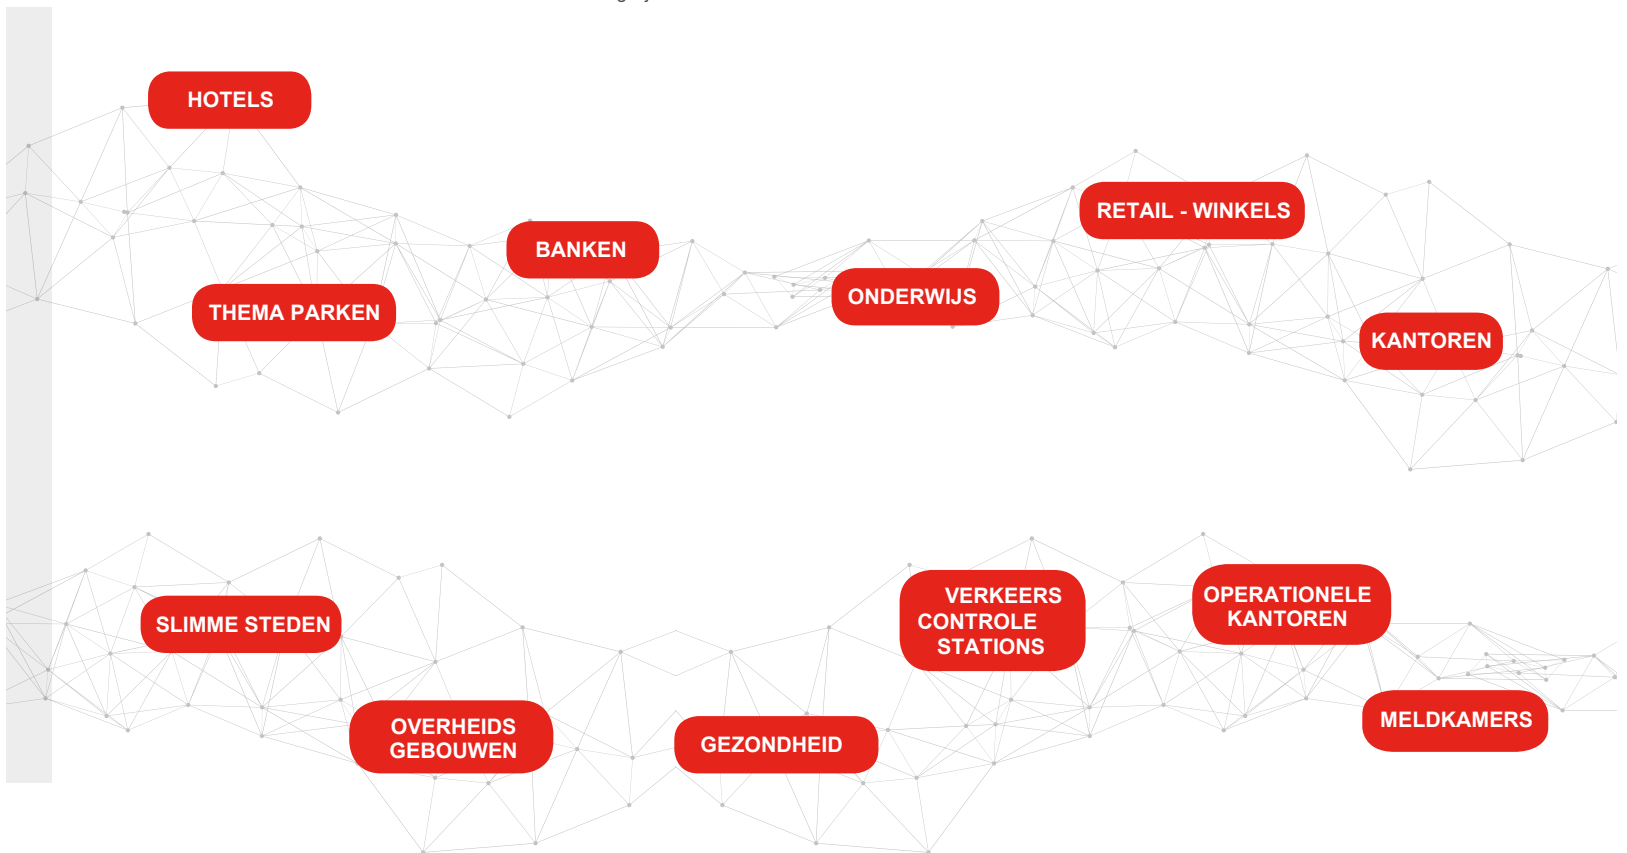 HOTELS
THEMA PARKEN
BANKEN
ONDERWIJS
RETAIL - WINKELS
KANTOREN
SLIMME STEDEN
OVERHEIDS
GEBOUWEN
GEZONDHEID
VERKEERS
CONTROLE
STATIONS
OPERATIONELE
KANTOREN
MELDKAMERS